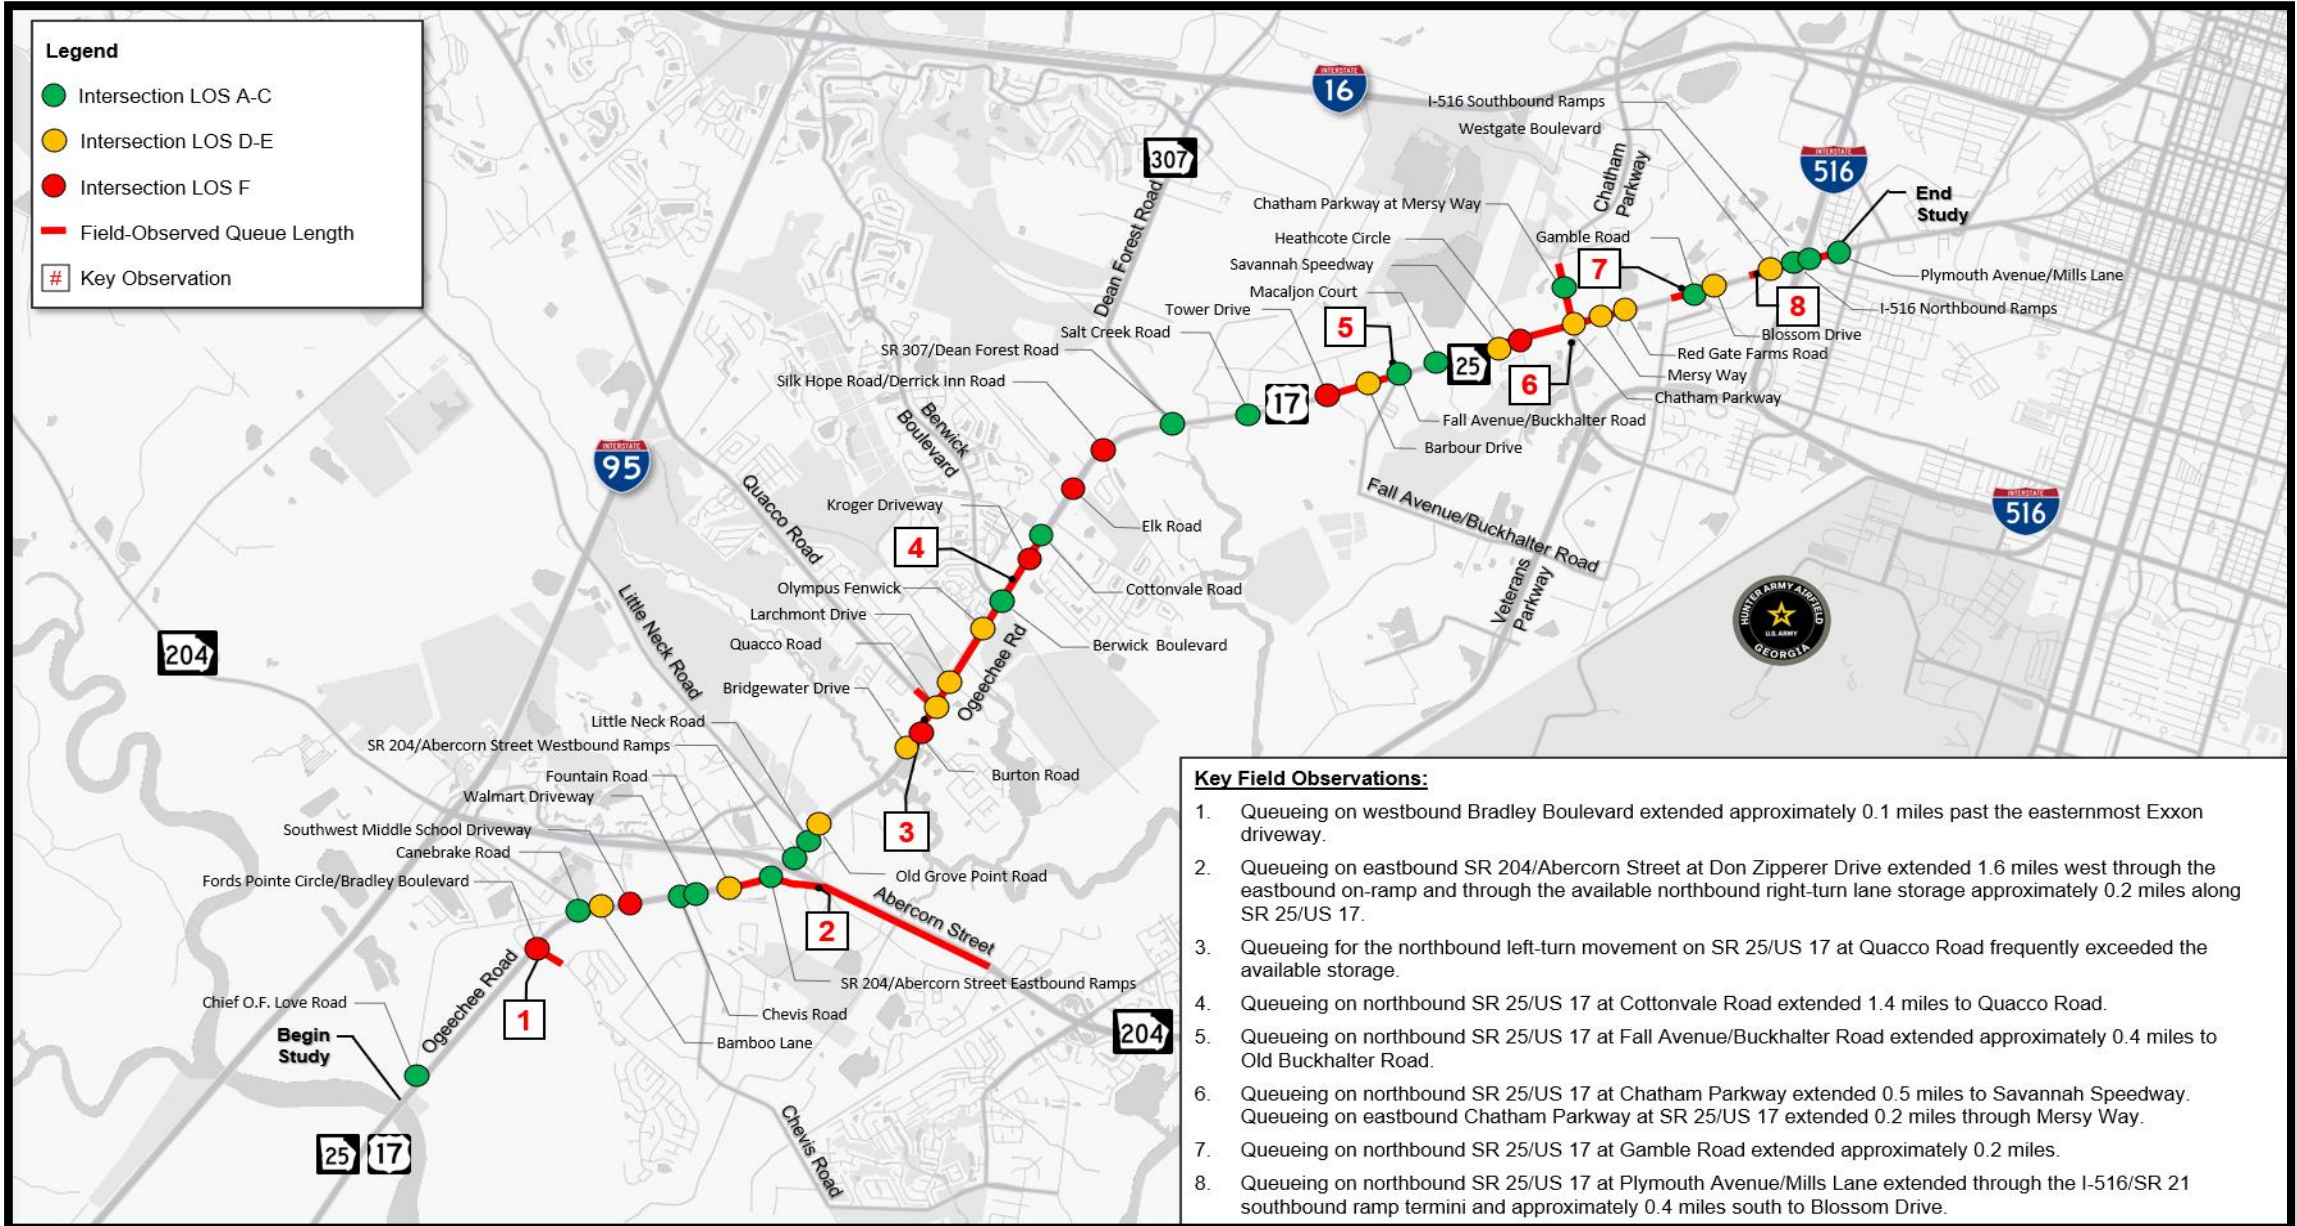 Legend
Intersection LOS A-C
Intersection LOS D-E
Intersection LOS F
Field-Observed Queue Length
# Key Observation
INTERSTATE
16
I-516 Southbound Ramps
Westgate Boulevard
307
Chatham
Parkway
INTERSTATE
516
End
Study
Dean Forest Road
Chatham Parkway at Mersy Way
Heathcote Circle
Gamble Road
7
Savannah Speedway
Plymouth Avenue/Mills Lane
Macaljon Court
8
I-516 Northbound Ramps
Tower Drive
5
Salt Creek Road
Blossom Drive
SR 307/Dean Forest Road
25
Red Gate Farms Road
Silk Hope Road/Derrick Inn Road
6
Mersy Way
17
Chatham Parkway
Fall Avenue/Buckhalter Road
Barbour Drive
Berwick
Boulevard
INTERSTATE
95
Quacco Road
Kroger Driveway
Fall Avenue/Buckhalter Road
INTERSTATE
516
Elk Road
4
Olympus Fenwick
Cottonvale Road
Larchmont Drive
Veterans
Parkway
HUNTER ARMY AIRFIELD
U.S. ARMY
GEORGIA
Little Neck Road
Quacco Road
Berwick Boulevard
204
Ogeechee Rd
Bridgewater Drive
Little Neck Road
SR 204/Abercorn Street Westbound Ramps
Burton Road
Fountain Road
Walmart Driveway
3
Southwest Middle School Driveway
Canebrake Road
Old Grove Point Road
Fords Pointe Circle/Bradley Boulevard
Abercorn Street
2
SR 204/Abercorn Street Eastbound Ramps
Ogeechee Road
Chief O.F. Love Road
1
Chevis Road
Begin
Study
Bamboo Lane
204
Chevis Road
25
17
Key Field Observations:
1. Queueing on westbound Bradley Boulevard extended approximately 0.1 miles past the easternmost Exxon
driveway.
2. Queueing on eastbound SR 204/Abercorn Street at Don Zipperer Drive extended 1.6 miles west through the
eastbound on-ramp and through the available northbound right-turn lane storage approximately 0.2 miles along
SR 25/US 17.
3. Queueing for the northbound left-turn movement on SR 25/US 17 at Quacco Road frequently exceeded the
available storage.
4. Queueing on northbound SR 25/US 17 at Cottonvale Road extended 1.4 miles to Quacco Road.
5. Queueing on northbound SR 25/US 17 at Fall Avenue/Buckhalter Road extended approximately 0.4 miles to
Old Buckhalter Road.
6. Queueing on northbound SR 25/US 17 at Chatham Parkway extended 0.5 miles to Savannah Speedway.
Queueing on eastbound Chatham Parkway at SR 25/US 17 extended 0.2 miles through Mersy Way.
7. Queueing on northbound SR 25/US 17 at Gamble Road extended approximately 0.2 miles.
8. Queueing on northbound SR 25/US 17 at Plymouth Avenue/Mills Lane extended through the I-516/SR 21
southbound ramp termini and approximately 0.4 miles south to Blossom Drive.